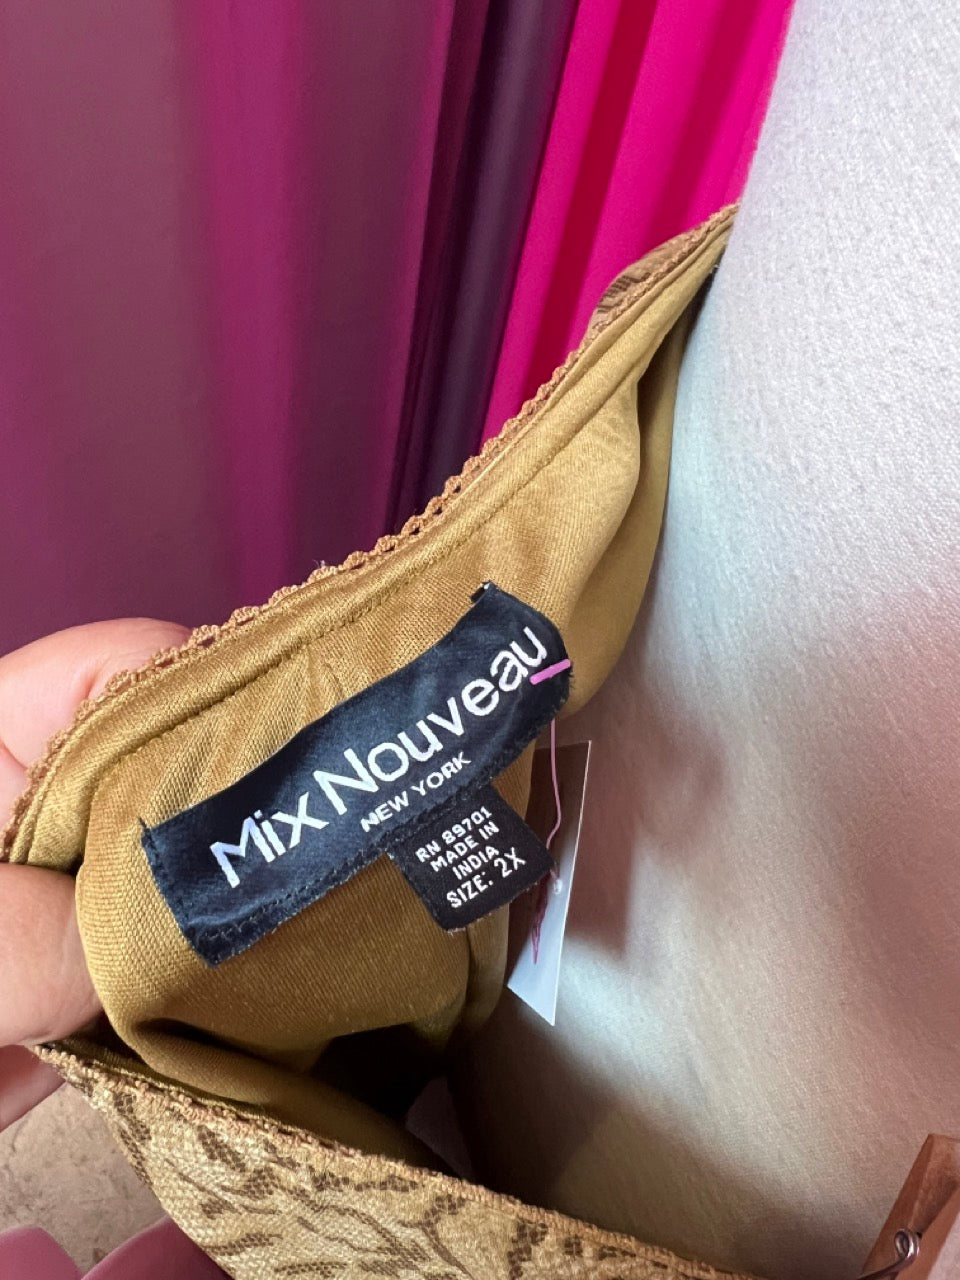 Mix Nouveau
NEW YORK
RN 89701
MADE IN
INDIA
SIZE: 2X